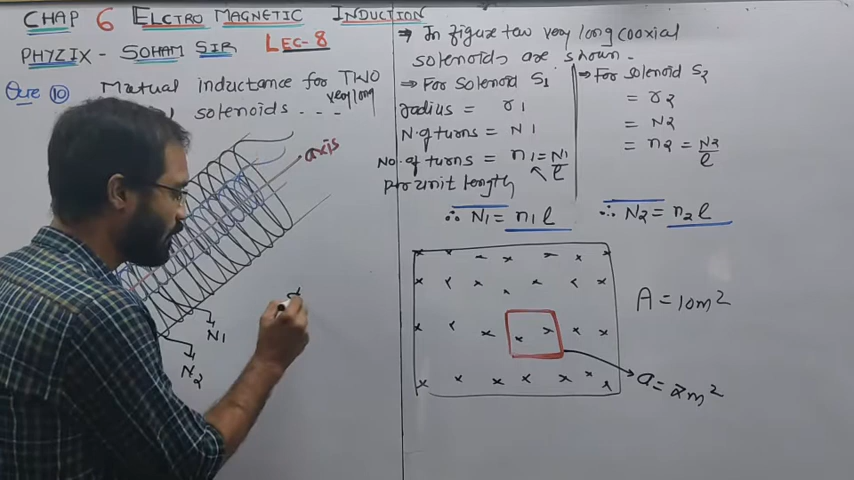 CHAP 6 ELCTRO MAGNETIC INDUCTION
PHYZIX - SOHAM SIR LEC-8
Que 10 Mutual inductance for TWO
very long
solenoids ....
axis
N1
N2
⇒ In figure two very long coaxial
solenoids are shown.
⇒ For Solenoid S1
radius = r1
N.of turns = N1
No. of turns = n1 = N1/l
per unit length
∴ N1 = n1 l
⇒ For Solenoid S2
= r2
= N2
= n2 = N2/l
∴ N2 = n2 l
A = 10m²
a = 2m²